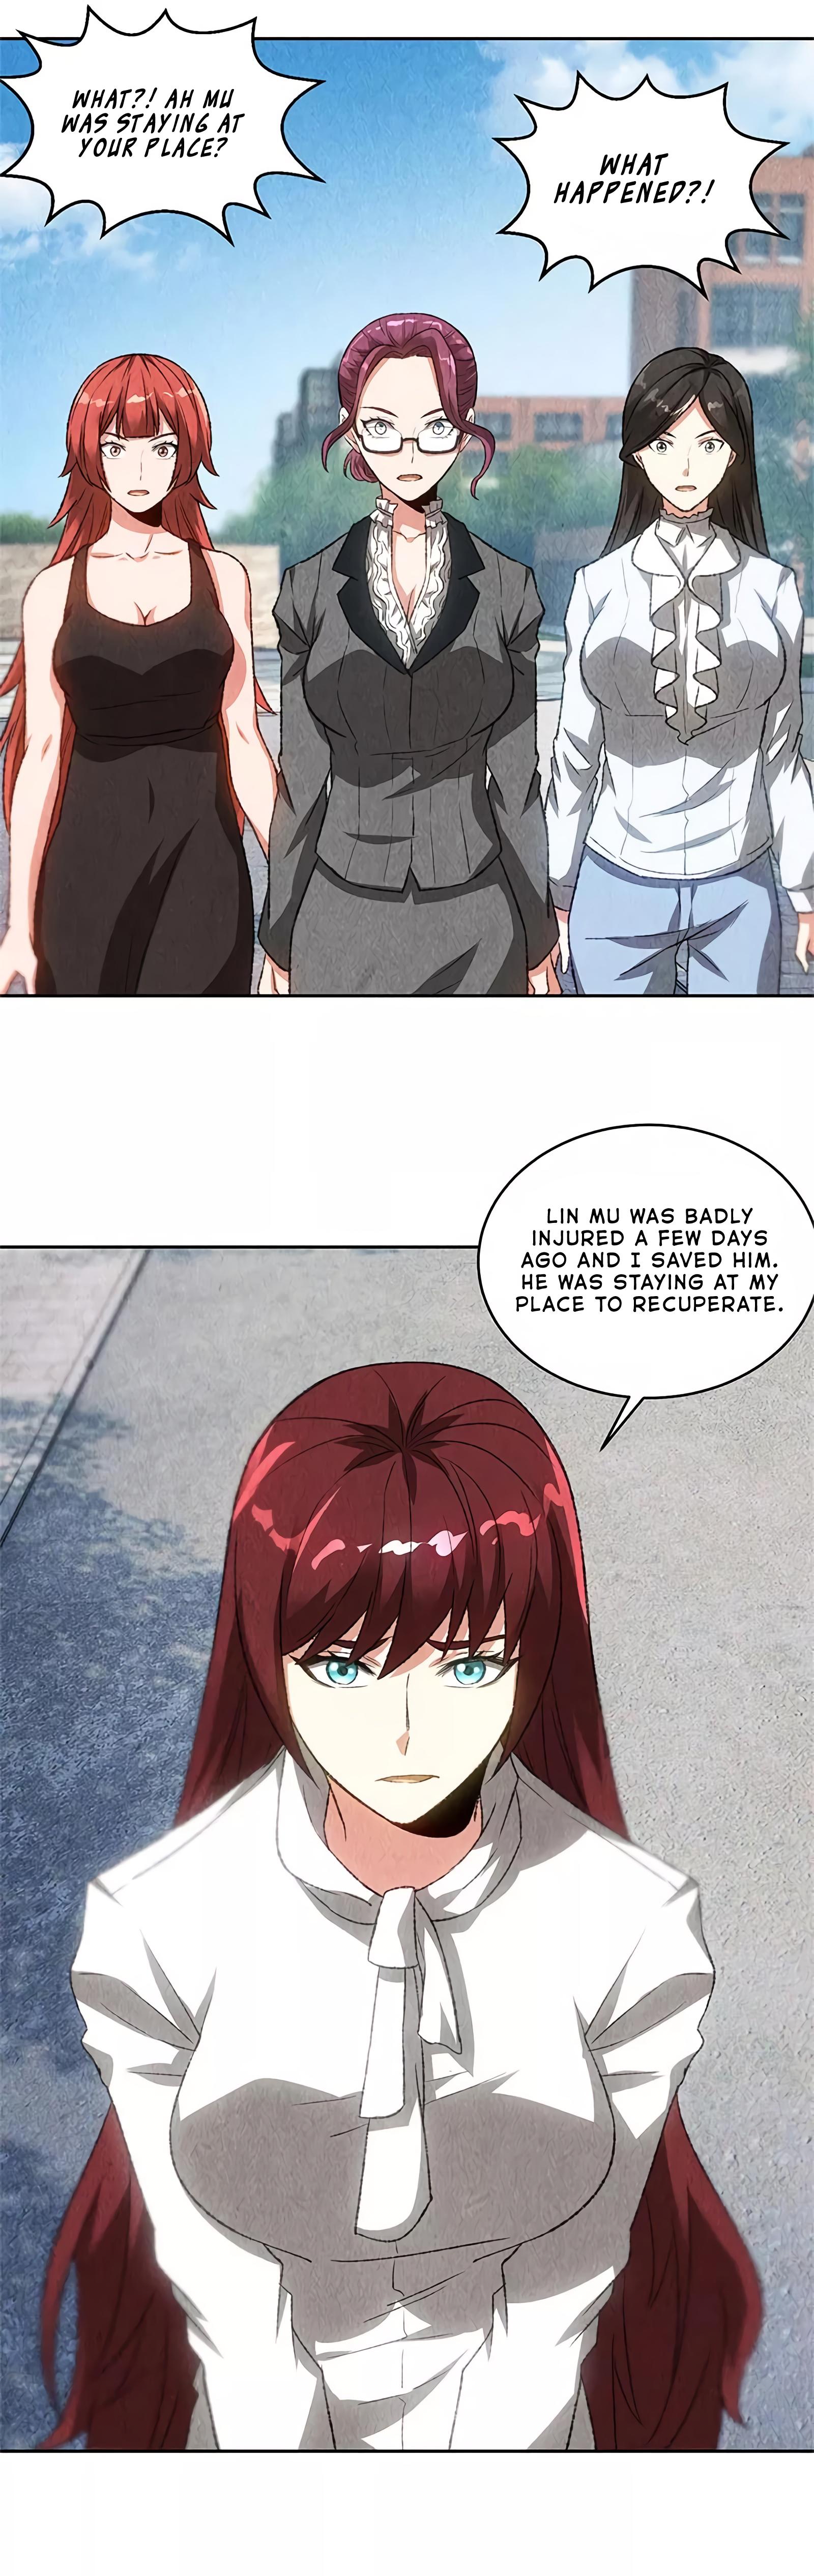 WHAT?! AH MU
WAS STAYING AT
YOUR PLACE?
WHAT
HAPPENED?!
LIN MU WAS BADLY
INJURED A FEW DAYS
AGO AND I SAVED HIM.
HE WAS STAYING AT MY
PLACE TO RECUPERATE.